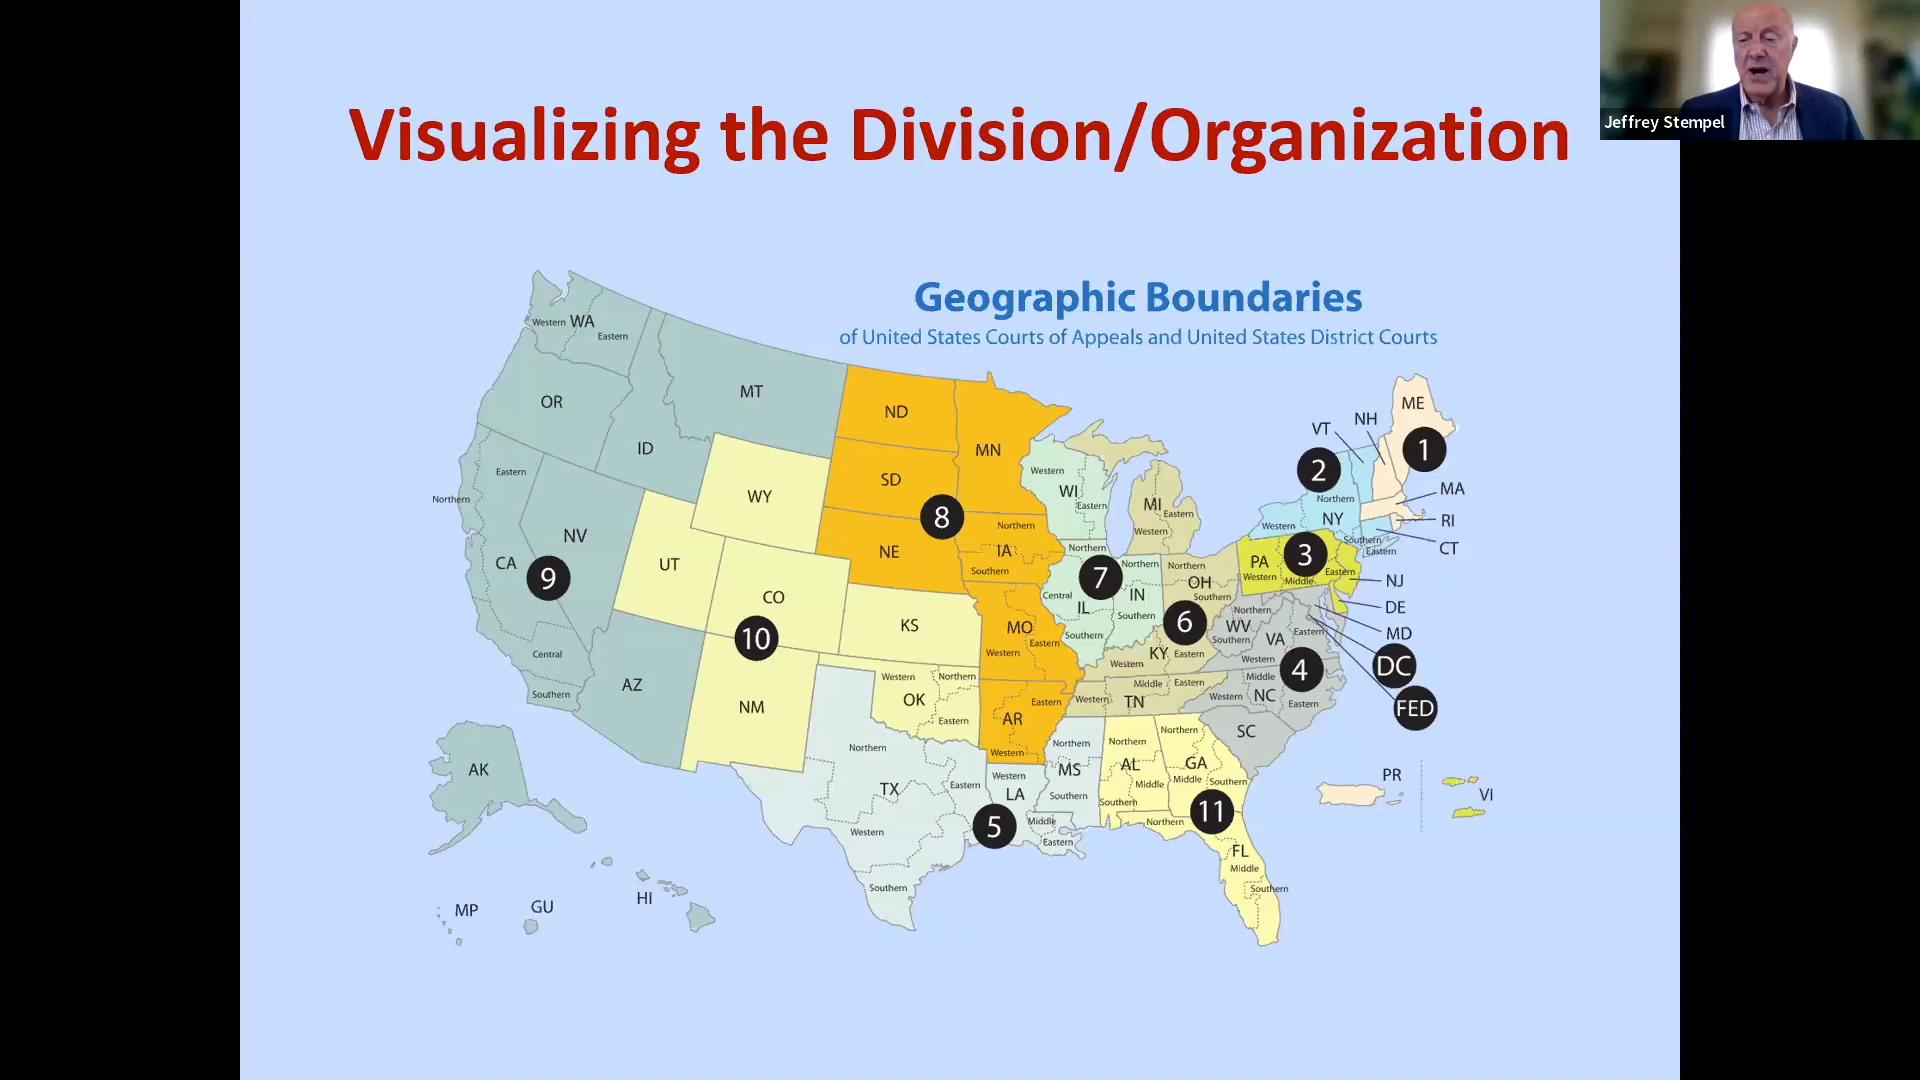 Visualizing the Division/Organization
Jeffrey Stempel
Geographic Boundaries
of United States Courts of Appeals and United States District Courts
Western WA
Eastern
MT
OR
ID
ND
MN
SD
8
NE
WY
Eastern
Northern
NV
CA
9
UT
CO
10
KS
Central
Southern
AZ
NM
Northern
IA
Southern
MO
Eastern
Western
Western
Northern
OK
Eastern
Eastern
AR
Western
Western
WI
Eastern
MI
Eastern
Western
Northern
7
Central
IL
Southern
Northern
IN
Southern
Northern
OH
Southern
6
KY
Western
Eastern
Western
Middle
Eastern
TN
ME
1
NH
VT
2
Northern
NY
Western
Southern
Eastern
MA
RI
CT
3
PA
Western
Middle
Eastern
NJ
DE
MD
DC
FED
Northern
WV
Southern
VA
Eastern
Western
4
Middle
Western
NC
Eastern
SC
Northern
TX
Eastern
Western
Southern
5
Western
LA
Middle
Eastern
Northern
MS
Southern
Northern
AL
Middle
Southern
Northern
GA
Middle
Southern
11
Northern
FL
Middle
Southern
AK
MP
GU
HI
PR
VI